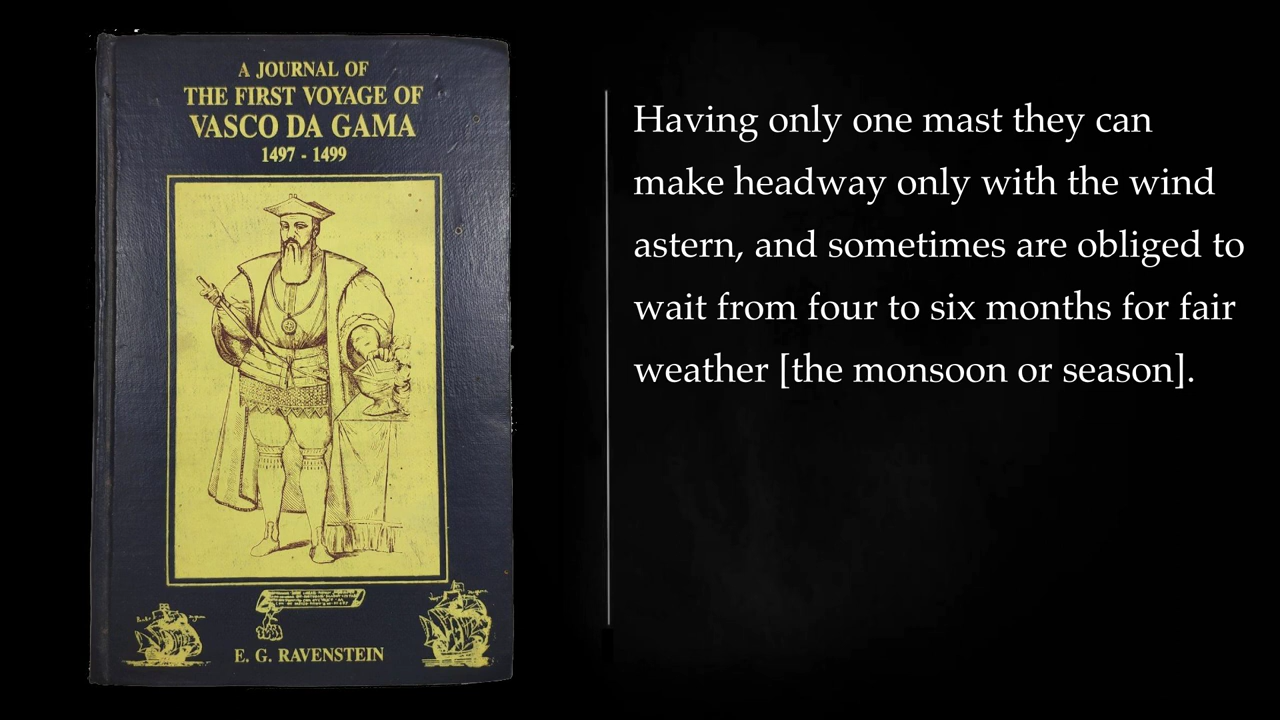 A JOURNAL OF
THE FIRST VOYAGE OF
VASCO DA GAMA
1497 - 1499
E. G. RAVENSTEIN
Having only one mast they can
make headway only with the wind
astern, and sometimes are obliged to
wait from four to six months for fair
weather [the monsoon or season].